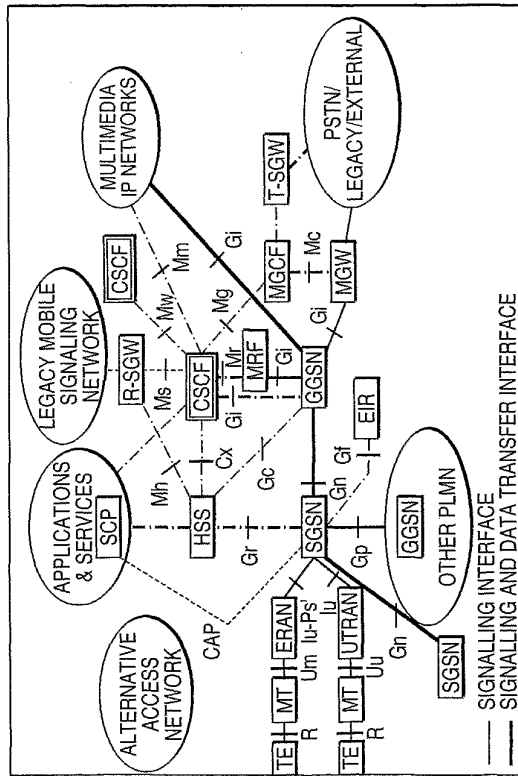 ALTERNATIVE
ACCESS
NETWORK
APPLICATIONS
& SERVICES
SCP
LEGACY MOBILE
SIGNALING
NETWORK
R-SGW
CSCF
MULTIMEDIA
IP NETWORKS
CAP
Mh
Ms
Mw
Mm
Gi
HSS
Cx
CSCF
Mg
Gr
Gc
Gi
Mr
MRF
Gi
MGCF
T-SGW
Mc
PSTN/
LEGACY/EXTERNAL
TE
R
MT
Um
ERAN
Iu-Ps'
TE
R
MT
Uu
UTRAN
Iu
SGSN
Gn
GGSN
Gi
MGW
Gf
EIR
Gp
GGSN
OTHER PLMN
Gn
SGSN
SIGNALLING INTERFACE
SIGNALLING AND DATA TRANSFER INTERFACE